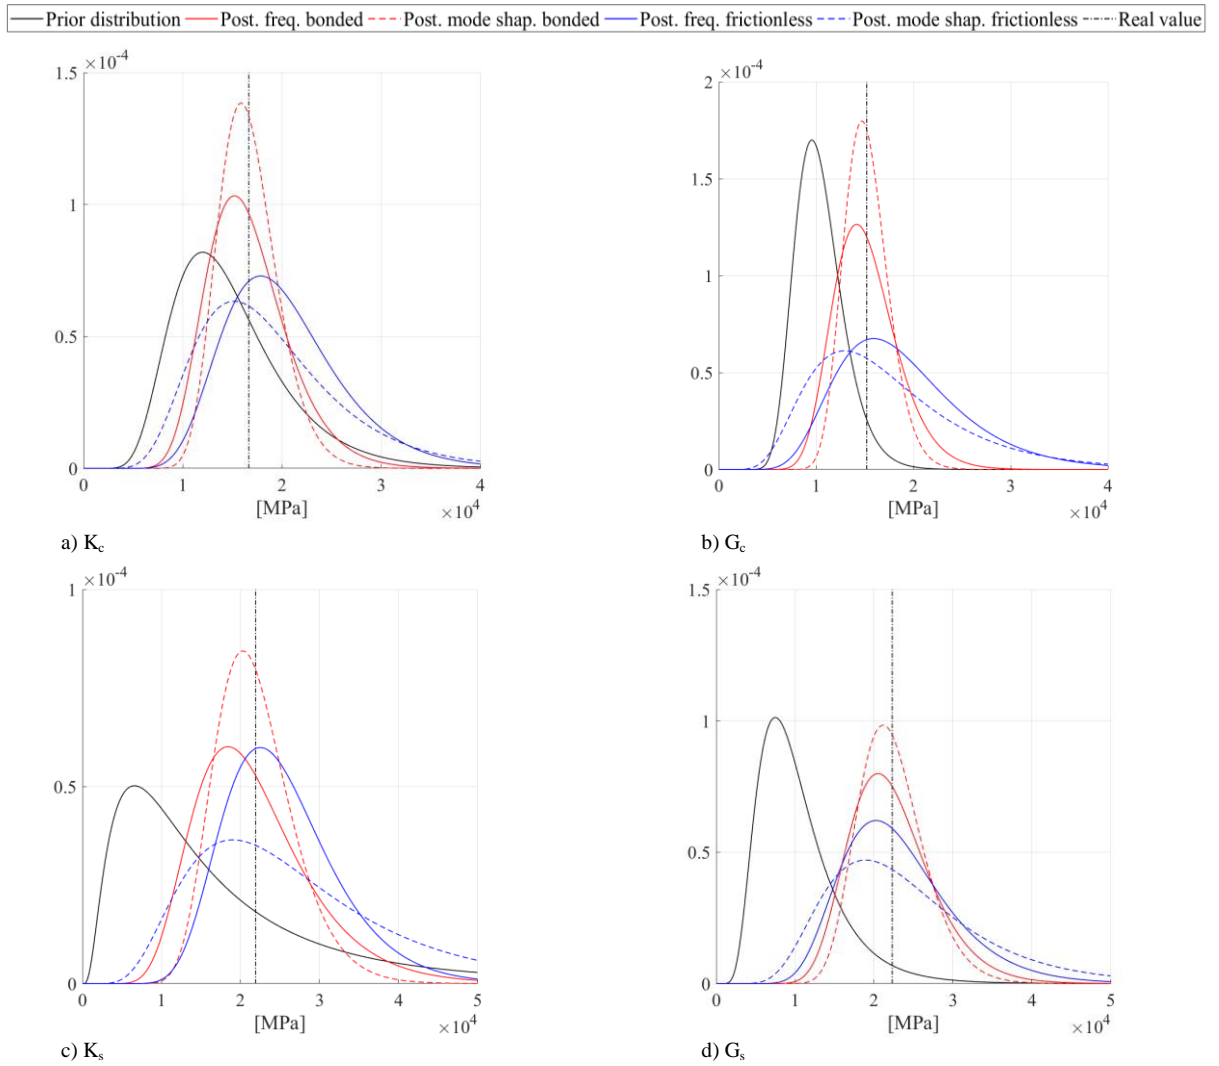 Prior distribution Post. freq. bonded Post. mode shap. bonded Post. freq. frictionless Post. mode shap. frictionless Real value
×10⁻⁴
1.5
1
0.5
0
0 1 2 3 4
[MPa]
×10⁴
a) Kc
×10⁻⁴
2
1.5
1
0.5
0
0 1 2 3 4
[MPa]
×10⁴
b) Gc
×10⁻⁴
1
0.5
0
0 1 2 3 4 5
[MPa]
×10⁴
c) Ks
×10⁻⁴
1.5
1
0.5
0
0 1 2 3 4 5
[MPa]
×10⁴
d) Gs